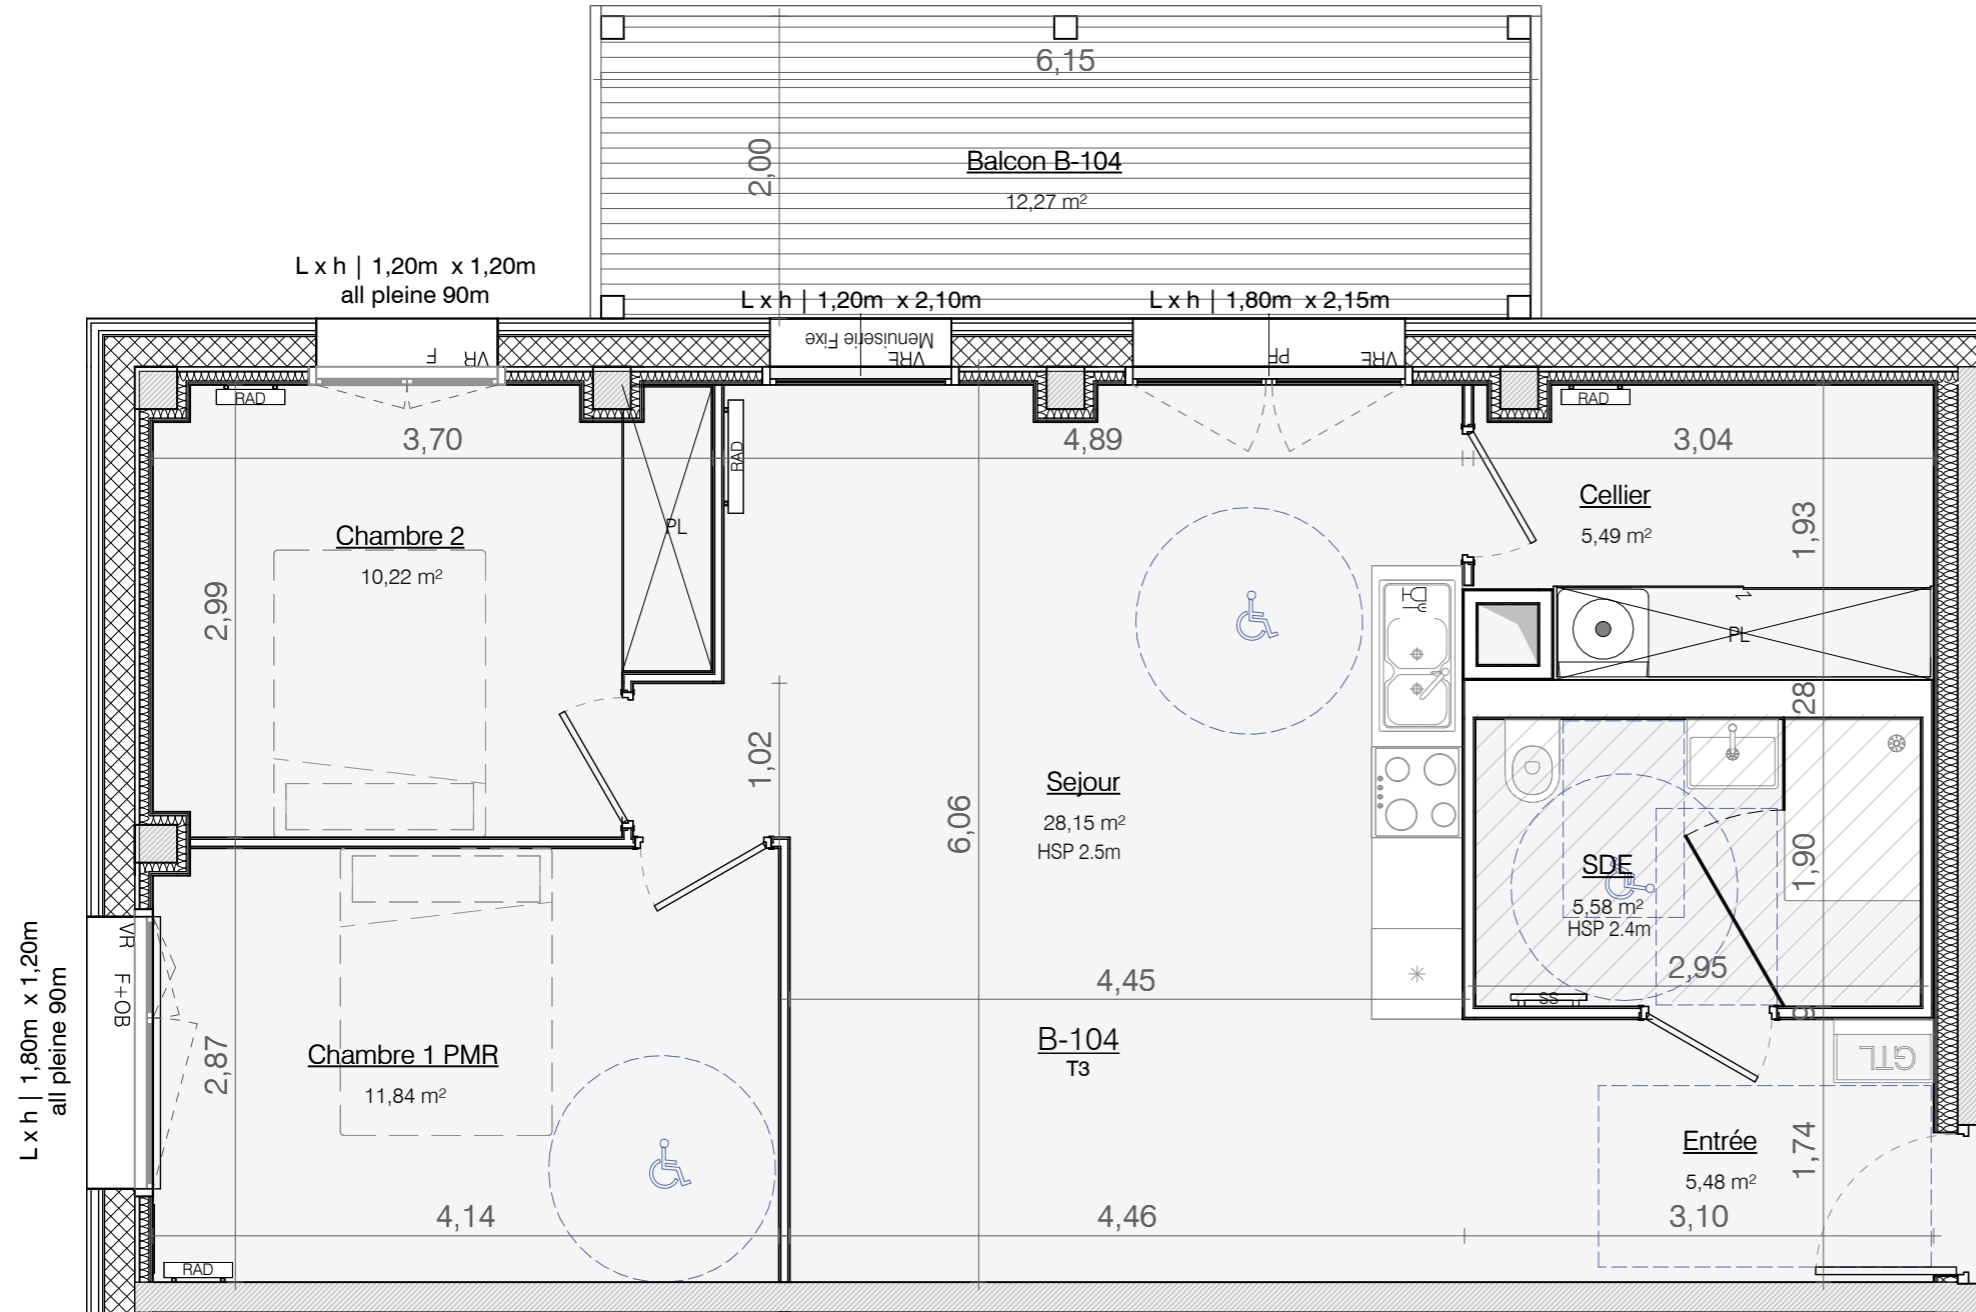 6,15
2,00
Balcon B-104
12,27 m²
L x h | 1,20m x 1,20m
all pleine 90m
L x h | 1,20m x 2,10m
L x h | 1,80m x 2,15m
F VR
Menuiserie Fixe
VRE
PF VRE
RAD
RAD
RAD
3,70
4,89
3,04
Chambre 2
10,22 m²
PL
2,99
Cellier
5,49 m²
1,93
PL
28
1,02
6,06
Sejour
28,15 m²
HSP 2.5m
SDE
5,58 m²
HSP 2.4m
1,90
2,95
SS
9
4,45
VR
F+OB
L x h | 1,80m x 1,20m
all pleine 90m
2,87
Chambre 1 PMR
11,84 m²
B-104
T3
GTL
Entrée
5,48 m²
1,74
4,14
4,46
3,10
RAD